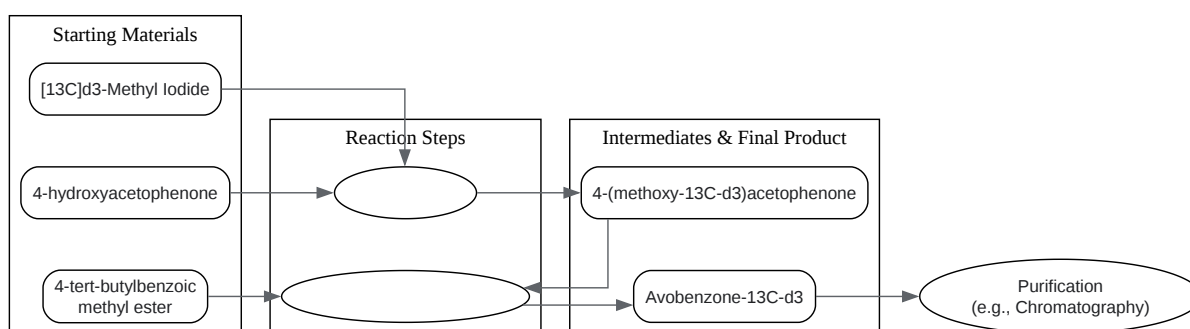 Starting Materials
[13C]d3-Methyl Iodide
Reaction Steps
Intermediates & Final Product
4-hydroxyacetophenone
4-(methoxy-13C-d3)acetophenone
4-tert-butylbenzoic
methyl ester
Avobenzone-13C-d3
Purification
(e.g., Chromatography)